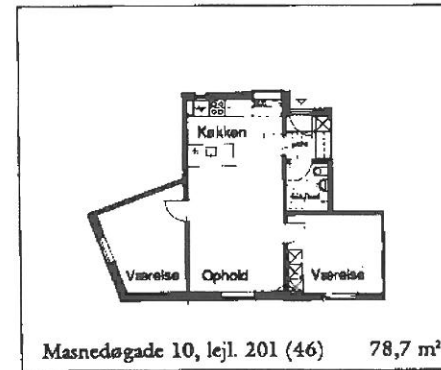 Køkken
Værelse
Ophold
Værelse
Masnedøgade 10, lejl. 201 (46) 78,7 m²